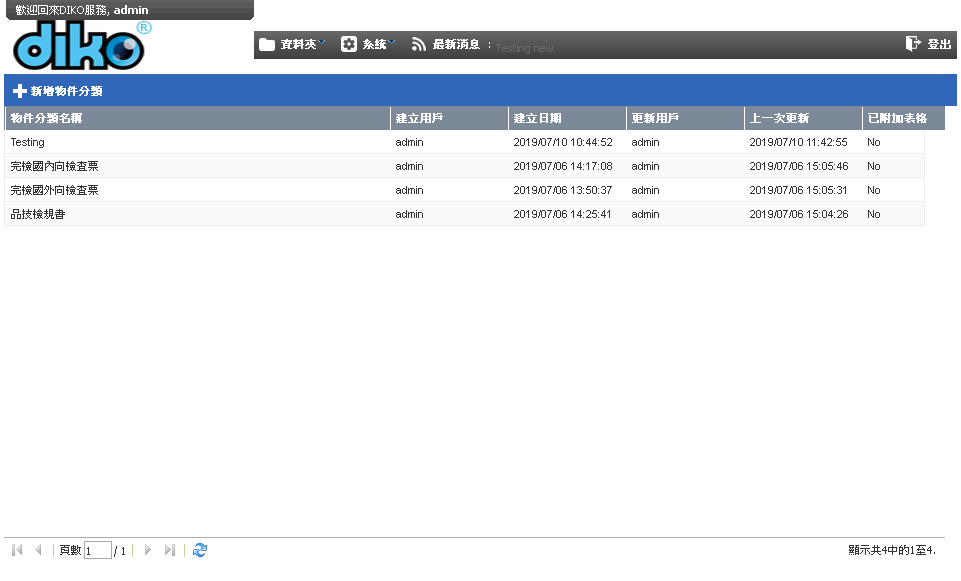 歡迎回來DIKO服務, admin
diko®
資料夾 系統 最新消息 : Testing new 登出
新增物件分類
物件分類名稱 建立用戶 建立日期 更新用戶 上一次更新 已附加表格
Testing admin 2019/07/10 10:44:52 admin 2019/07/10 11:42:55 No
完檢國內向檢查票 admin 2019/07/06 14:17:08 admin 2019/07/06 15:05:46 No
完檢國外向檢查票 admin 2019/07/06 13:50:37 admin 2019/07/06 15:05:31 No
品技檢規書 admin 2019/07/06 14:25:41 admin 2019/07/06 15:04:26 No
頁數 1 / 1 顯示共4中的1至4.